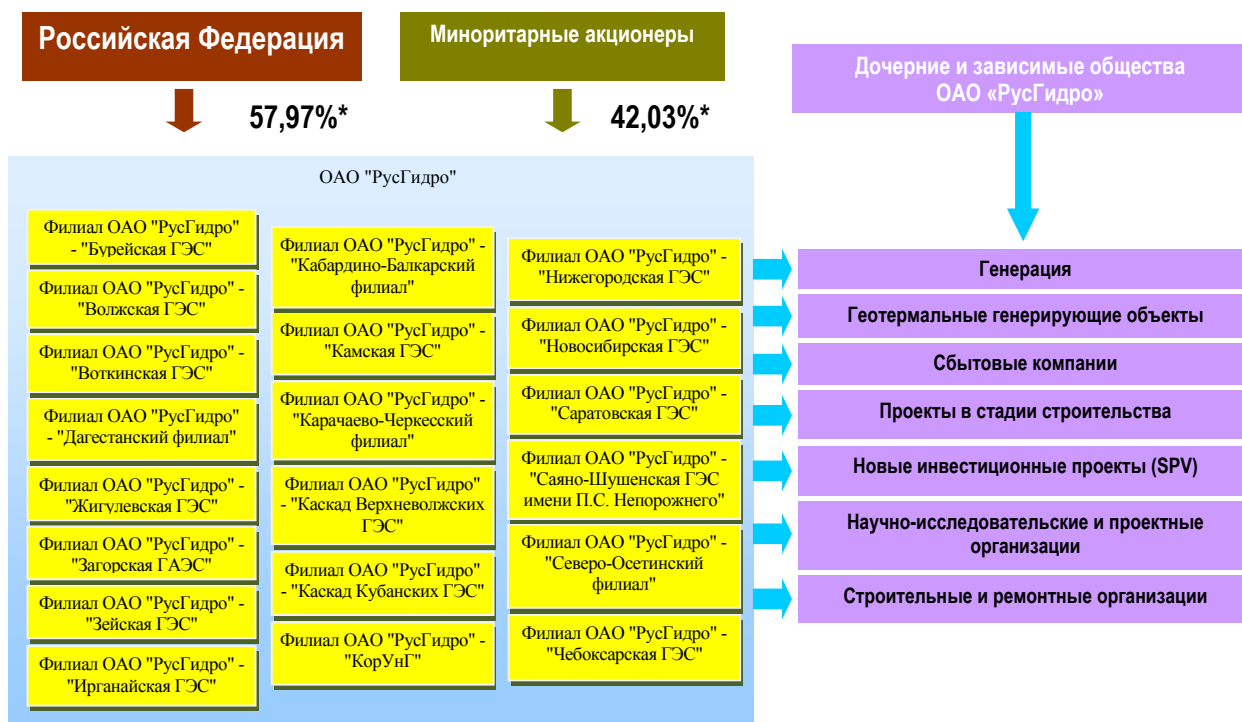 Российская Федерация
Миноритарные акционеры
Дочерние и зависимые общества
ОАО «РусГидро»
57,97%*
42,03%*
ОАО "РусГидро"
Филиал ОАО "РусГидро"
- "Бурейская ГЭС"
Филиал ОАО "РусГидро" -
"Волжская ГЭС"
Филиал ОАО "РусГидро" -
"Воткинская ГЭС"
Филиал ОАО "РусГидро"
- "Дагестанский филиал"
Филиал ОАО "РусГидро" -
"Жигулевская ГЭС"
Филиал ОАО "РусГидро" -
"Загорская ГАЭС"
Филиал ОАО "РусГидро" -
"Зейская ГЭС"
Филиал ОАО "РусГидро" -
"Ирганайская ГЭС"
Филиал ОАО "РусГидро" -
"Кабардино-Балкарский
филиал"
Филиал ОАО "РусГидро" -
"Камская ГЭС"
Филиал ОАО "РусГидро" -
"Карачаево-Черкесский
филиал"
Филиал ОАО "РусГидро"
- "Каскад Верхневолжских
ГЭС"
Филиал ОАО "РусГидро"
- "Каскад Кубанских ГЭС"
Филиал ОАО "РусГидро" -
"КорУнГ"
Филиал ОАО "РусГидро" -
"Нижегородская ГЭС"
Филиал ОАО "РусГидро" -
"Новосибирская ГЭС"
Филиал ОАО "РусГидро" -
"Саратовская ГЭС"
Филиал ОАО "РусГидро" -
"Саяно-Шушенская ГЭС
имени П.С. Непорожнего"
Филиал ОАО "РусГидро" -
"Северо-Осетинский
филиал"
Филиал ОАО "РусГидро" -
"Чебоксарская ГЭС"
Генерация
Геотермальные генерирующие объекты
Сбытовые компании
Проекты в стадии строительства
Новые инвестиционные проекты (SPV)
Научно-исследовательские и проектные
организации
Строительные и ремонтные организации